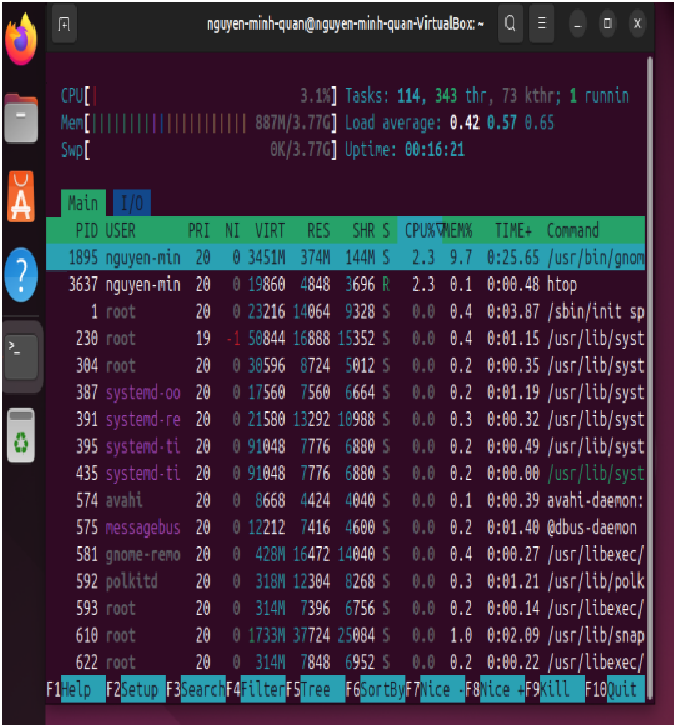 nguyen-minh-quan@nguyen-minh-quan-VirtualBox: ~
CPU[| 3.1%] Tasks: 114, 343 thr, 73 kthr; 1 runnin
Mem[||||||||||||||||||||||| 887M/3.77G] Load average: 0.42 0.57 0.65
Swp[ 0K/3.77G] Uptime: 00:16:21
Main I/O
PID USER PRI NI VIRT RES SHR S CPU%▽MEM% TIME+ Command
1895 nguyen-min 20 0 3451M 374M 144M S 2.3 9.7 0:25.65 /usr/bin/gnom
3637 nguyen-min 20 0 19860 4848 3696 R 2.3 0.1 0:00.48 htop
1 root 20 0 23216 14064 9328 S 0.0 0.4 0:03.87 /sbin/init sp
230 root 19 -1 50844 16888 15352 S 0.0 0.4 0:01.15 /usr/lib/syst
304 root 20 0 30596 8724 5012 S 0.0 0.2 0:00.35 /usr/lib/syst
387 systemd-oo 20 0 17560 7560 6664 S 0.0 0.2 0:01.19 /usr/lib/syst
391 systemd-re 20 0 21580 13292 10988 S 0.0 0.3 0:00.32 /usr/lib/syst
395 systemd-ti 20 0 91048 7776 6880 S 0.0 0.2 0:00.49 /usr/lib/syst
435 systemd-ti 20 0 91048 7776 6880 S 0.0 0.2 0:00.00 /usr/lib/syst
574 avahi 20 0 8668 4424 4040 S 0.0 0.1 0:00.39 avahi-daemon:
575 messagebus 20 0 12212 7416 4600 S 0.0 0.2 0:01.40 @dbus-daemon
581 gnome-remo 20 0 428M 16472 14040 S 0.0 0.4 0:00.27 /usr/libexec/
592 polkitd 20 0 318M 12304 8268 S 0.0 0.3 0:01.21 /usr/lib/polk
593 root 20 0 314M 7396 6756 S 0.0 0.2 0:00.14 /usr/libexec/
610 root 20 0 1733M 37724 25084 S 0.0 1.0 0:02.09 /usr/lib/snap
622 root 20 0 314M 7848 6952 S 0.0 0.2 0:00.22 /usr/libexec/
F1Help F2Setup F3SearchF4FilterF5Tree F6SortByF7Nice -F8Nice +F9Kill F10Quit